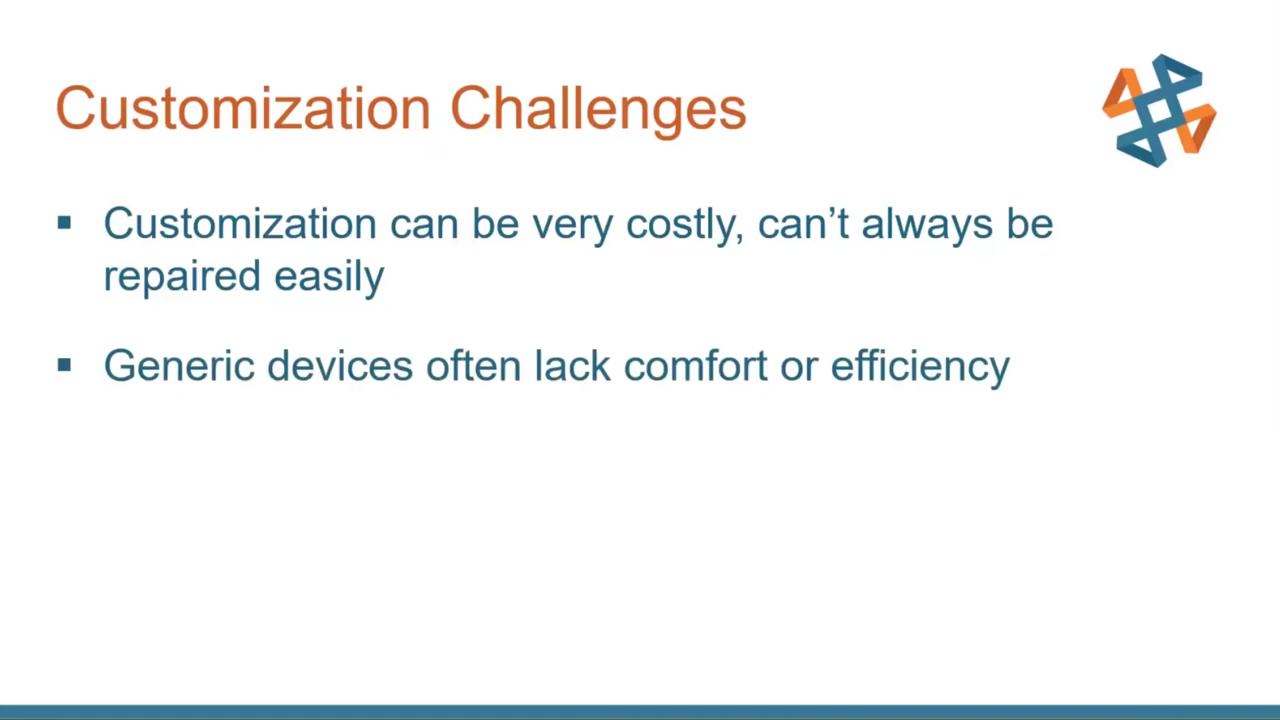 Customization Challenges
▪ Customization can be very costly, can’t always be
repaired easily
▪ Generic devices often lack comfort or efficiency